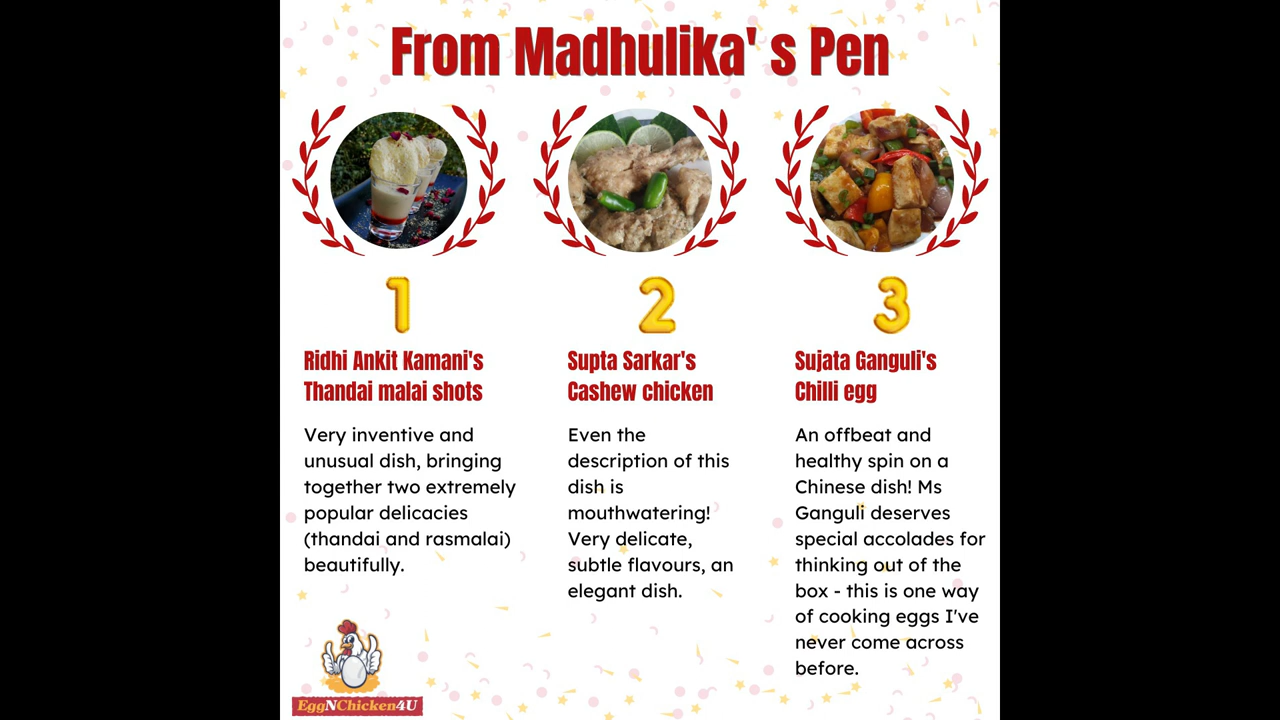 From Madhulika' s Pen
1
Ridhi Ankit Kamani's
Thandai malai shots
Very inventive and
unusual dish, bringing
together two extremely
popular delicacies
(thandai and rasmalai)
beautifully.
2
Supta Sarkar's
Cashew chicken
Even the
description of this
dish is
mouthwatering!
Very delicate,
subtle flavours, an
elegant dish.
3
Sujata Ganguli's
Chilli egg
An offbeat and
healthy spin on a
Chinese dish! Ms
Ganguli deserves
special accolades for
thinking out of the
box - this is one way
of cooking eggs I've
never come across
before.
EggNChicken4U